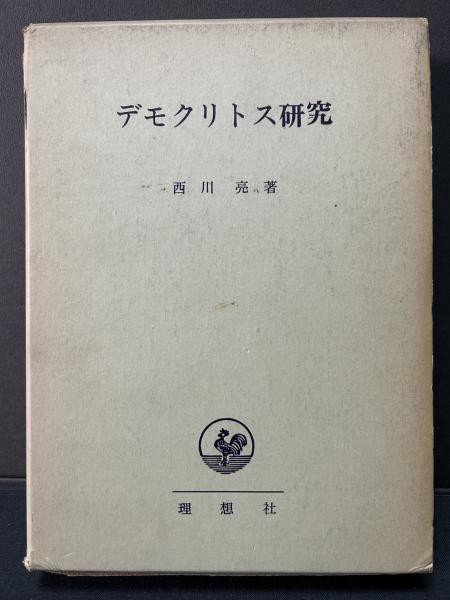 デモクリトス研究
西川 亮 著
理想社